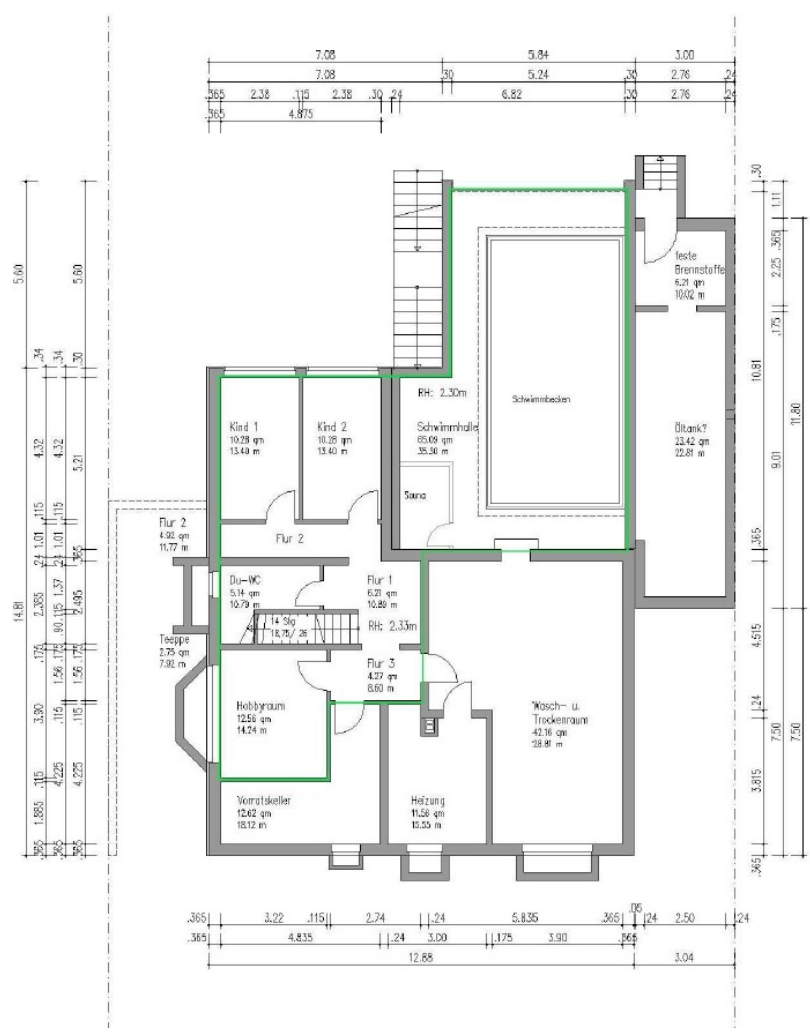 7.08 5.84 3.00
7.08 .30 5.24 .30 2.76 .24
.365 2.38 .115 2.38 .30 .24 6.82 .30 2.76 .24
.365 4.875
5.60
5.60
.34
.34
.30
4.32
4.32
5.21
.115
.115
1.01
1.01
.24
.24
.365
14.81
2.385
1.37
.115
.90
2.495
.175
.175
.115
1.56
1.56
3.90
.115
.115
4.225
4.225
.115
1.885
.365
.365
.365
.30
1.11
.365
2.25
.175
10.81
11.80
9.01
.365
4.515
.24
7.50
7.50
3.815
.365
feste
Brennstoffe
6.21 qm
10.02 m
RH: 2.30m
Schwimmhalle
65.09 qm
35.30 m
Schwimmbecken
Öltank?
23.42 qm
22.81 m
Kind 1
10.28 qm
13.40 m
Kind 2
10.28 qm
13.40 m
Sauna
Flur 2
4.92 qm
11.77 m
Flur 2
Du-WC
5.14 qm
10.79 m
Flur 1
6.21 qm
10.89 m
14 Stg
18,75/ 26
RH: 2.33m
Teeppe
2.75 qm
7.92 m
Flur 3
4.27 qm
8.60 m
Hobbyraum
12.56 qm
14.24 m
Wasch- u.
Trockenraum
42.16 qm
28.81 m
Vorratskeller
12.62 qm
18.12 m
Heizung
11.56 qm
15.55 m
.365 3.22 .115 2.74 .24 5.835 .365 .05 .24 2.50 .24
.365 4.835 .24 3.00 .175 3.90 .365
12.88 3.04